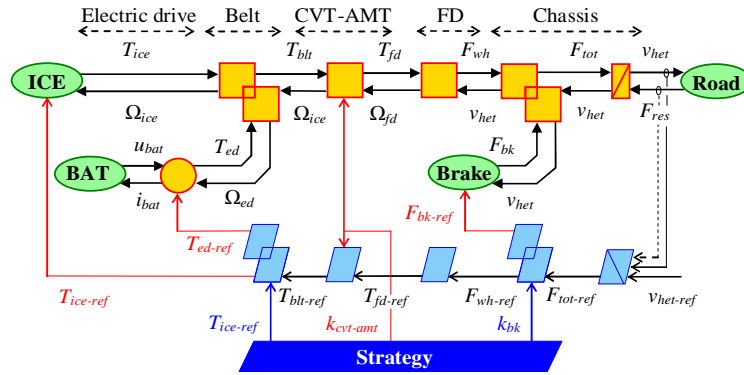 Electric drive Belt CVT-AMT FD Chassis
T_ice T_blt T_fd F_wh F_tot v_het
ICE Road
Ω_ice Ω_ice Ω_fd v_het v_het F_res
u_bat T_ed F_bk
BAT Brake
i_bat Ω_ed v_het
T_ed-ref F_bk-ref
T_ice-ref T_blt-ref T_fd-ref F_wh-ref F_tot-ref v_het-ref
T_ice-ref k_cvt-amt k_bk
Strategy